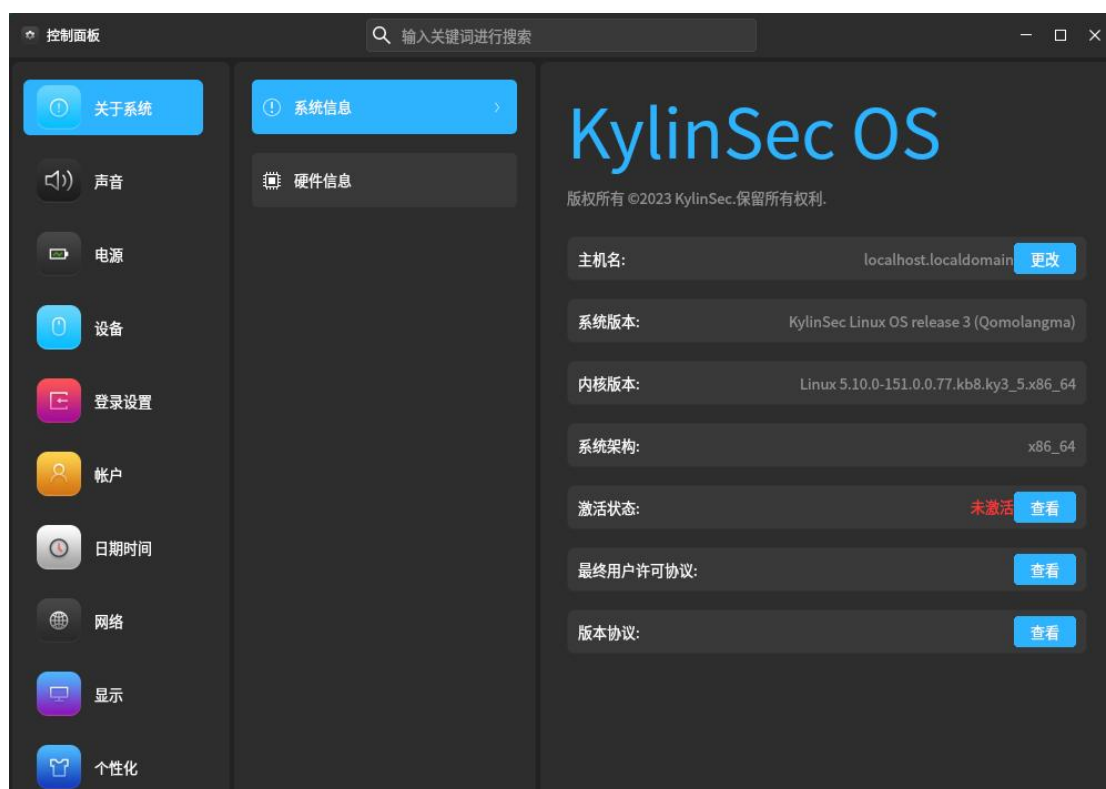 控制面板
输入关键词进行搜索
关于系统
声音
电源
设备
登录设置
帐户
日期时间
网络
显示
个性化
系统信息
硬件信息
KylinSec OS
版权所有 ©2023 KylinSec.保留所有权利.
主机名: localhost.localdomain 更改
系统版本: KylinSec Linux OS release 3 (Qomolangma)
内核版本: Linux 5.10.0-151.0.0.77.kb8.ky3_5.x86_64
系统架构: x86_64
激活状态: 未激活 查看
最终用户许可协议: 查看
版本协议: 查看